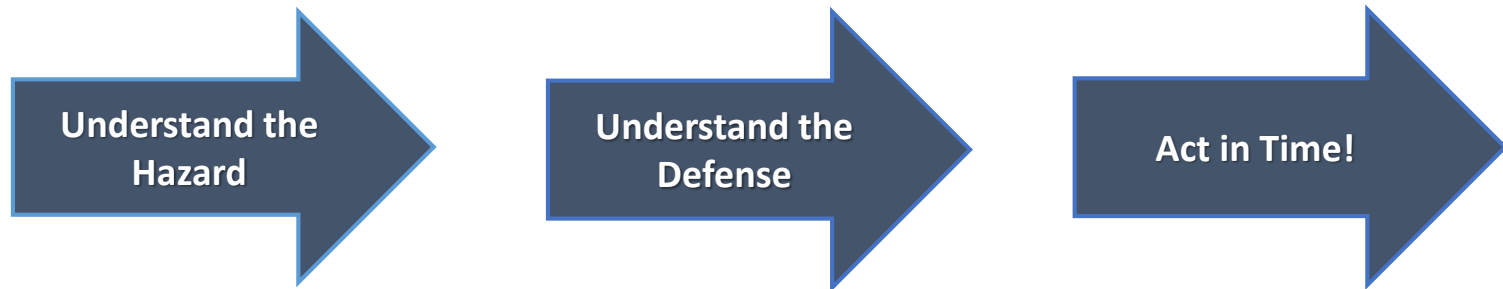 Understand the
Hazard
Understand the
Defense
Act in Time!